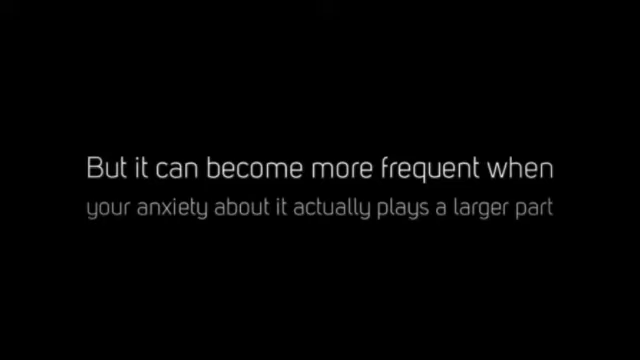 But it can become more frequent when
your anxiety about it actually plays a larger part